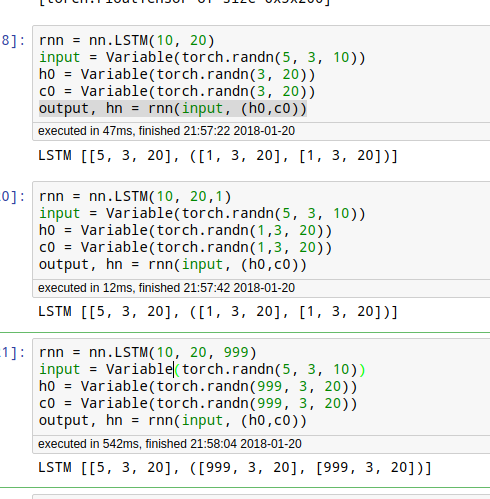 [torch.FloatTensor of size 6x3x200]
8]: rnn = nn.LSTM(10, 20)
input = Variable(torch.randn(5, 3, 10))
h0 = Variable(torch.randn(3, 20))
c0 = Variable(torch.randn(3, 20))
output, hn = rnn(input, (h0,c0))
executed in 47ms, finished 21:57:22 2018-01-20
LSTM [[5, 3, 20], ([1, 3, 20], [1, 3, 20])]
0]: rnn = nn.LSTM(10, 20,1)
input = Variable(torch.randn(5, 3, 10))
h0 = Variable(torch.randn(1,3, 20))
c0 = Variable(torch.randn(1,3, 20))
output, hn = rnn(input, (h0,c0))
executed in 12ms, finished 21:57:42 2018-01-20
LSTM [[5, 3, 20], ([1, 3, 20], [1, 3, 20])]
1]: rnn = nn.LSTM(10, 20, 999)
input = Variable(torch.randn(5, 3, 10))
h0 = Variable(torch.randn(999, 3, 20))
c0 = Variable(torch.randn(999, 3, 20))
output, hn = rnn(input, (h0,c0))
executed in 542ms, finished 21:58:04 2018-01-20
LSTM [[5, 3, 20], ([999, 3, 20], [999, 3, 20])]